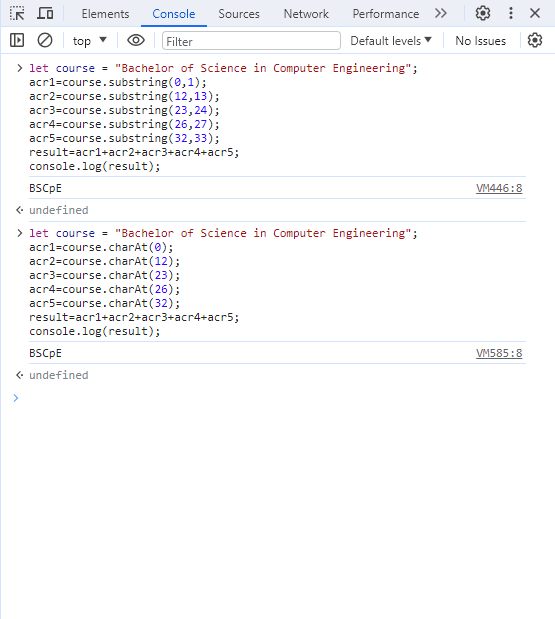 Elements Console Sources Network Performance
top Filter Default levels No Issues
let course = "Bachelor of Science in Computer Engineering";
acr1=course.substring(0,1);
acr2=course.substring(12,13);
acr3=course.substring(23,24);
acr4=course.substring(26,27);
acr5=course.substring(32,33);
result=acr1+acr2+acr3+acr4+acr5;
console.log(result);
BSCpE VM446:8
undefined
let course = "Bachelor of Science in Computer Engineering";
acr1=course.charAt(0);
acr2=course.charAt(12);
acr3=course.charAt(23);
acr4=course.charAt(26);
acr5=course.charAt(32);
result=acr1+acr2+acr3+acr4+acr5;
console.log(result);
BSCpE VM585:8
undefined